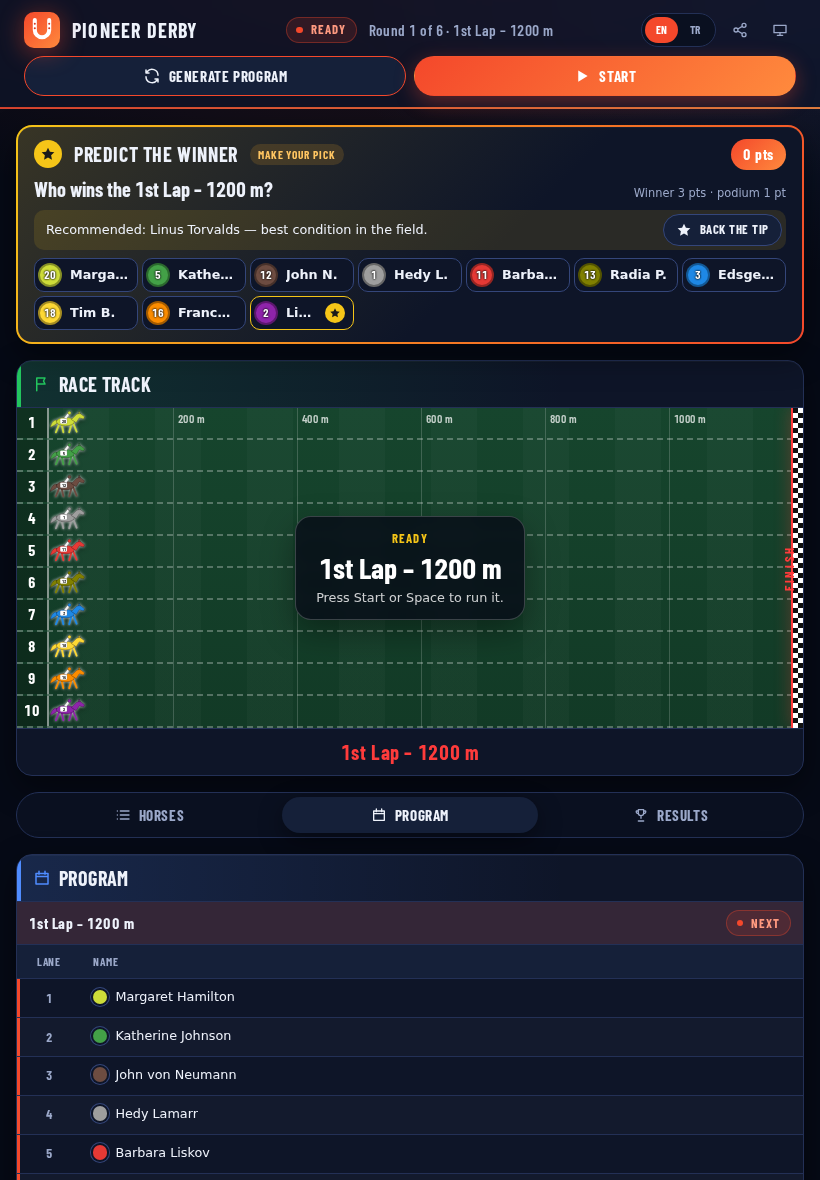 PIONEER DERBY
READY
Round 1 of 6 · 1st Lap – 1200 m
EN
TR
GENERATE PROGRAM
START
PREDICT THE WINNER
MAKE YOUR PICK
0 pts
Who wins the 1st Lap – 1200 m?
Winner 3 pts · podium 1 pt
Recommended: Linus Torvalds — best condition in the field.
BACK THE TIP
20 Marga...
5 Kathe...
12 John N.
1 Hedy L.
11 Barba...
13 Radia P.
3 Edsge...
18 Tim B.
16 Franc...
2 Li...
RACE TRACK
200 m
400 m
600 m
800 m
1000 m
1
2
3
4
5
6
7
8
9
10
READY
1st Lap – 1200 m
Press Start or Space to run it.
FINISH
1st Lap – 1200 m
HORSES
PROGRAM
RESULTS
PROGRAM
1st Lap – 1200 m
NEXT
LANE NAME
1 Margaret Hamilton
2 Katherine Johnson
3 John von Neumann
4 Hedy Lamarr
5 Barbara Liskov